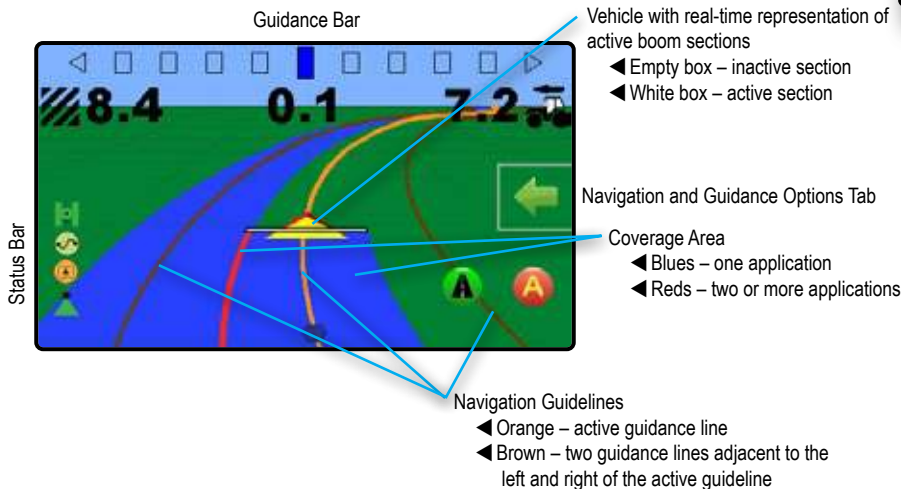 Guidance Bar
Vehicle with real-time representation of
active boom sections
◀ Empty box – inactive section
◀ White box – active section
8.4 0.1 7.2
Navigation and Guidance Options Tab
Status Bar
Coverage Area
◀ Blues – one application
◀ Reds – two or more applications
A A
Navigation Guidelines
◀ Orange – active guidance line
◀ Brown – two guidance lines adjacent to the
left and right of the active guideline